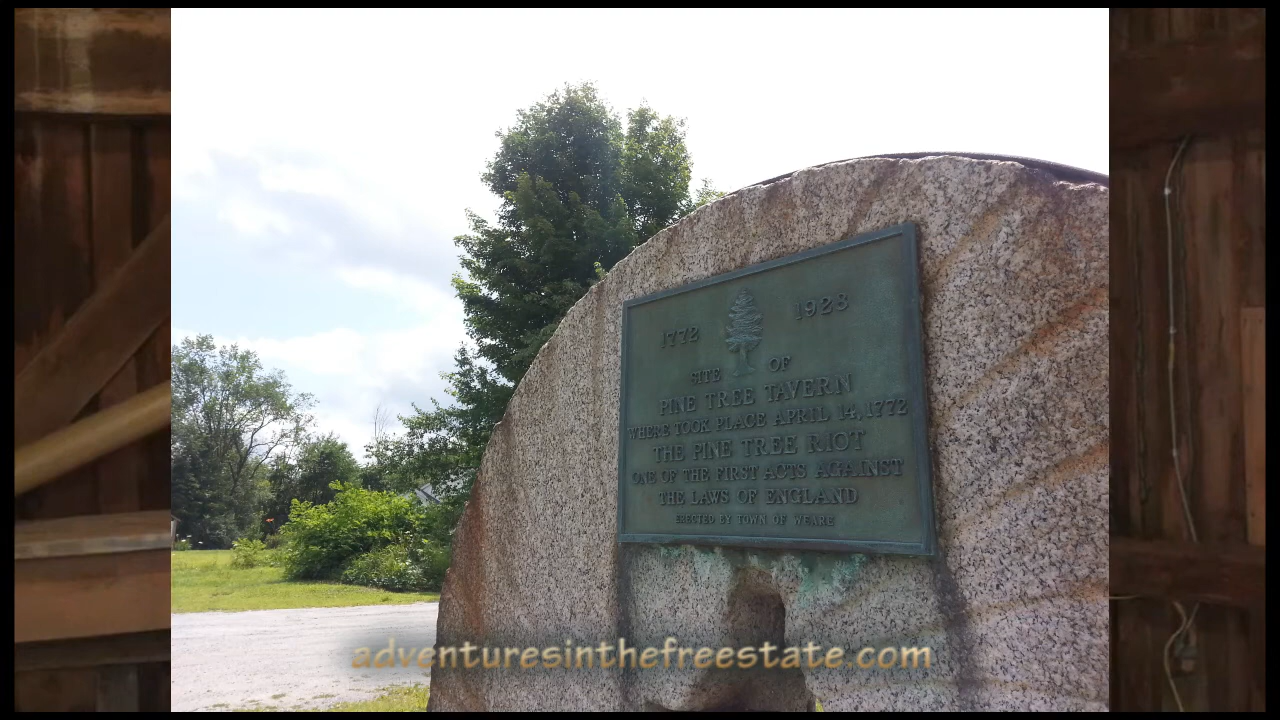 1772 1928
SITE OF
PINE TREE TAVERN
WHERE TOOK PLACE APRIL 14, 1772
THE PINE TREE RIOT
ONE OF THE FIRST ACTS AGAINST
THE LAWS OF ENGLAND
ERECTED BY TOWN OF WEARE
adventuresinthefreestate.com